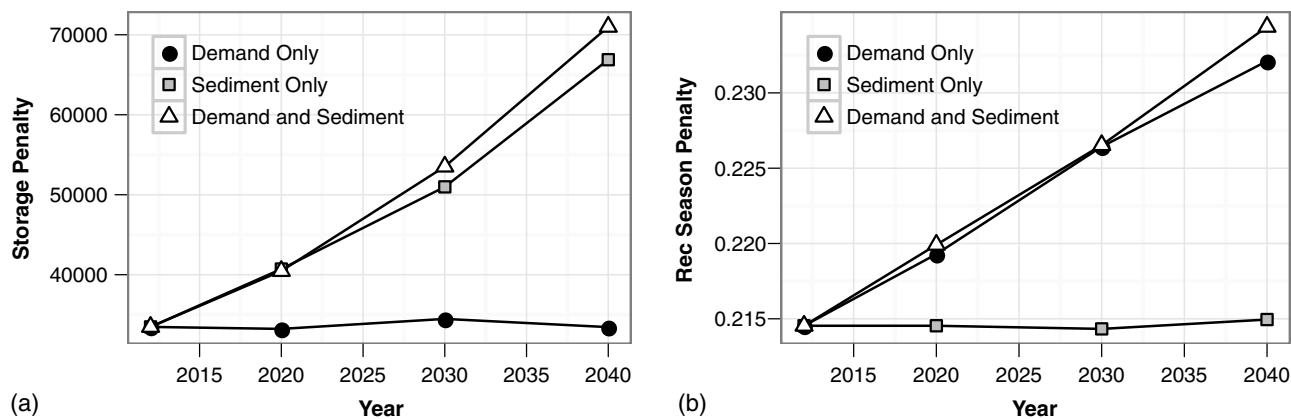 70000
60000
50000
40000
Storage Penalty
Demand Only
Sediment Only
Demand and Sediment
2015 2020 2025 2030 2035 2040
Year
(a)
0.230
0.225
0.220
0.215
Rec Season Penalty
Demand Only
Sediment Only
Demand and Sediment
2015 2020 2025 2030 2035 2040
Year
(b)